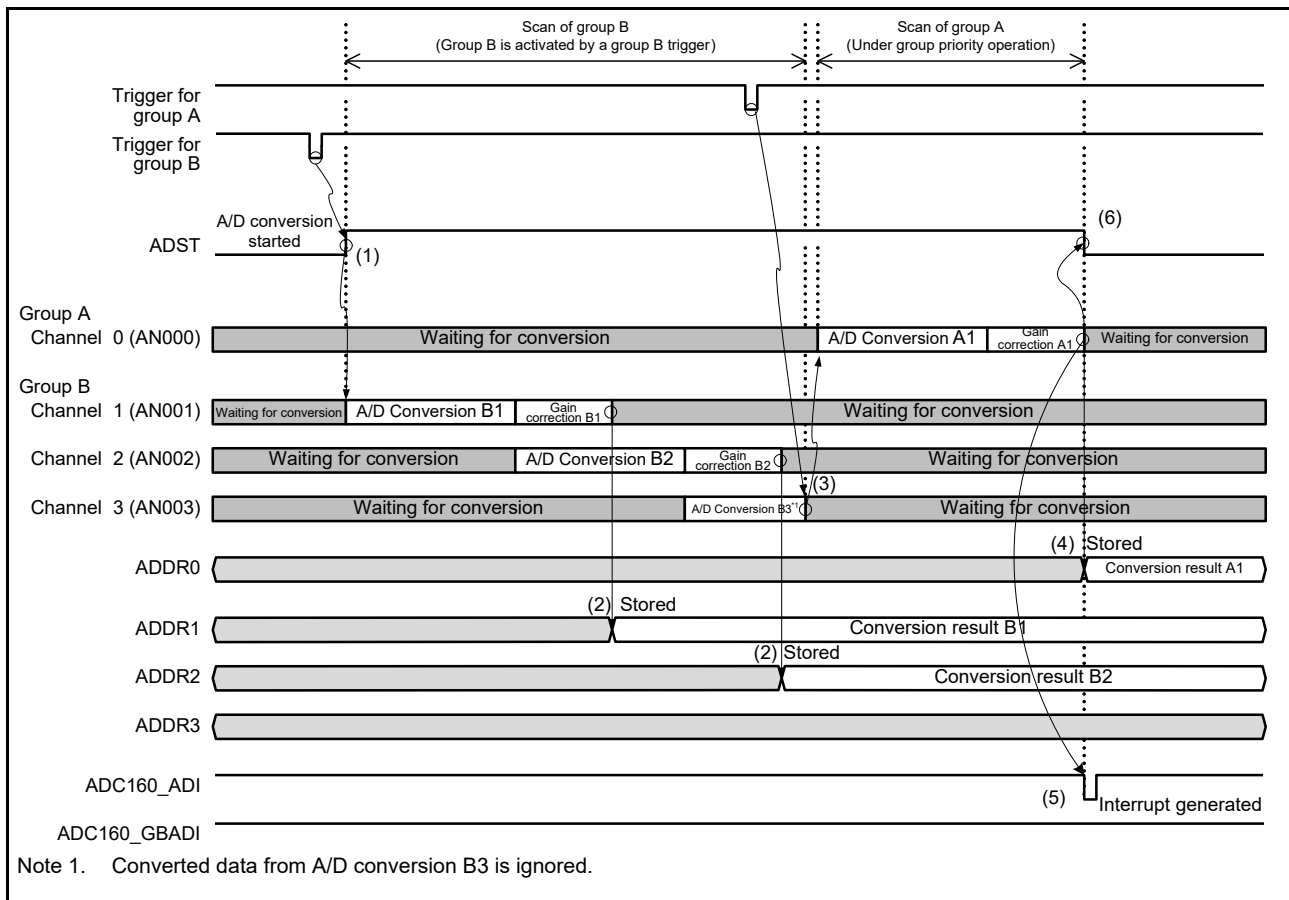 Scan of group B
(Group B is activated by a group B trigger)
Scan of group A
(Under group priority operation)
Trigger for
group A
Trigger for
group B
A/D conversion
started
ADST
(1)
(6)
Group A
Channel 0 (AN000)
Waiting for conversion
A/D Conversion A1
Gain
correction A1
Waiting for conversion
Group B
Channel 1 (AN001)
Waiting for conversion
A/D Conversion B1
Gain
correction B1
Waiting for conversion
Channel 2 (AN002)
Waiting for conversion
A/D Conversion B2
Gain
correction B2
Waiting for conversion
Channel 3 (AN003)
Waiting for conversion
A/D Conversion B3*1
(3)
Waiting for conversion
(4) Stored
ADDR0
Conversion result A1
(2) Stored
ADDR1
Conversion result B1
(2) Stored
ADDR2
Conversion result B2
ADDR3
ADC160_ADI
(5)
Interrupt generated
ADC160_GBADI
Note 1. Converted data from A/D conversion B3 is ignored.